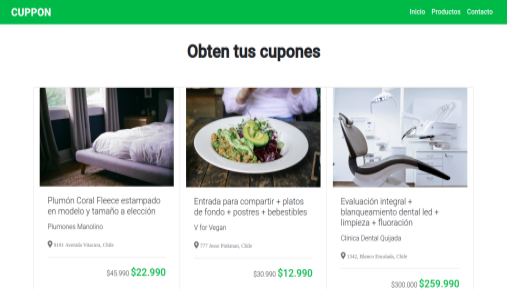 CUPPON
Inicio Productos Contacto
Obten tus cupones
Plumón Coral Fleece estampado
en modelo y tamaño a elección
Plumones Manolino
8181 Avenida Vitacura, Chile
$45.990 $22.990
Entrada para compartir + platos
de fondo + postres + bebestibles
V for Vegan
777 Chile
$30.990 $12.990
Evaluación integral +
blanqueamiento dental led +
limpieza + fluoración
Clínica Dental Quijada
1342, Blanco Encalada, Chile
$300.000 $259.990